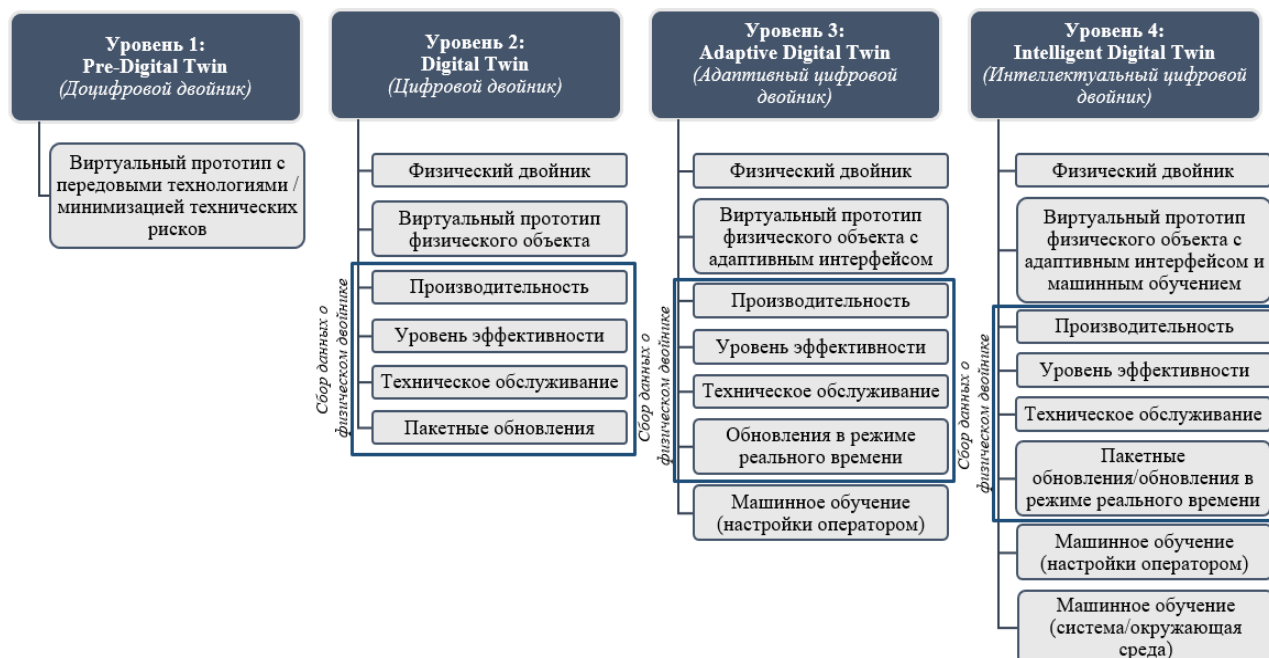 Уровень 1:
Pre-Digital Twin
(Доцифровой двойник)
Виртуальный прототип с
передовыми технологиями /
минимизацией технических
рисков
Уровень 2:
Digital Twin
(Цифровой двойник)
Физический двойник
Виртуальный прототип
физического объекта
Производительность
Уровень эффективности
Техническое обслуживание
Пакетные обновления
Сбор данных о
физическом двойнике
Уровень 3:
Adaptive Digital Twin
(Адаптивный цифровой
двойник)
Физический двойник
Виртуальный прототип
физического объекта с
адаптивным интерфейсом
Производительность
Уровень эффективности
Техническое обслуживание
Обновления в режиме
реального времени
Сбор данных о
физическом двойнике
Машинное обучение
(настройки оператором)
Уровень 4:
Intelligent Digital Twin
(Интеллектуальный цифровой
двойник)
Физический двойник
Виртуальный прототип
физического объекта с
адаптивным интерфейсом и
машинным обучением
Производительность
Уровень эффективности
Техническое обслуживание
Пакетные
обновления/обновления в
режиме реального времени
Сбор данных о
физическом двойнике
Машинное обучение
(настройки оператором)
Машинное обучение
(система/окружающая
среда)